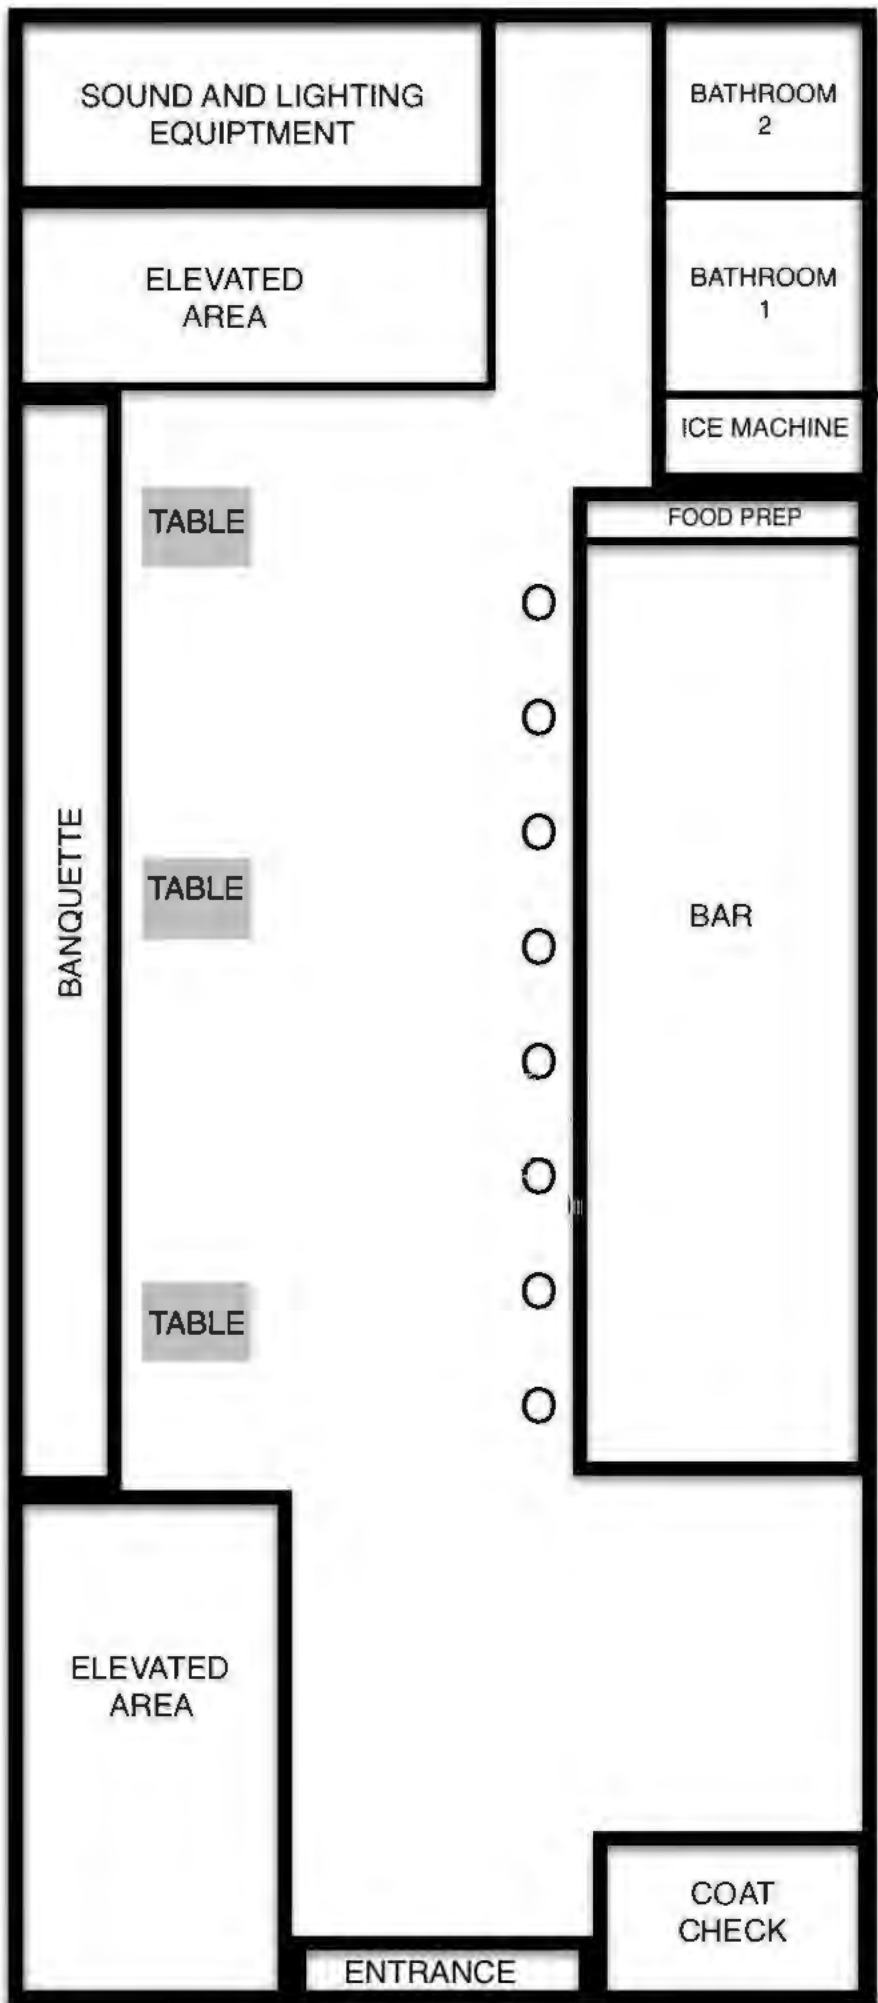 SOUND AND LIGHTING
EQUIPTMENT
BATHROOM
2
ELEVATED
AREA
BATHROOM
1
ICE MACHINE
FOOD PREP
TABLE
BANQUETTE
TABLE
BAR
TABLE
ELEVATED
AREA
COAT
CHECK
ENTRANCE